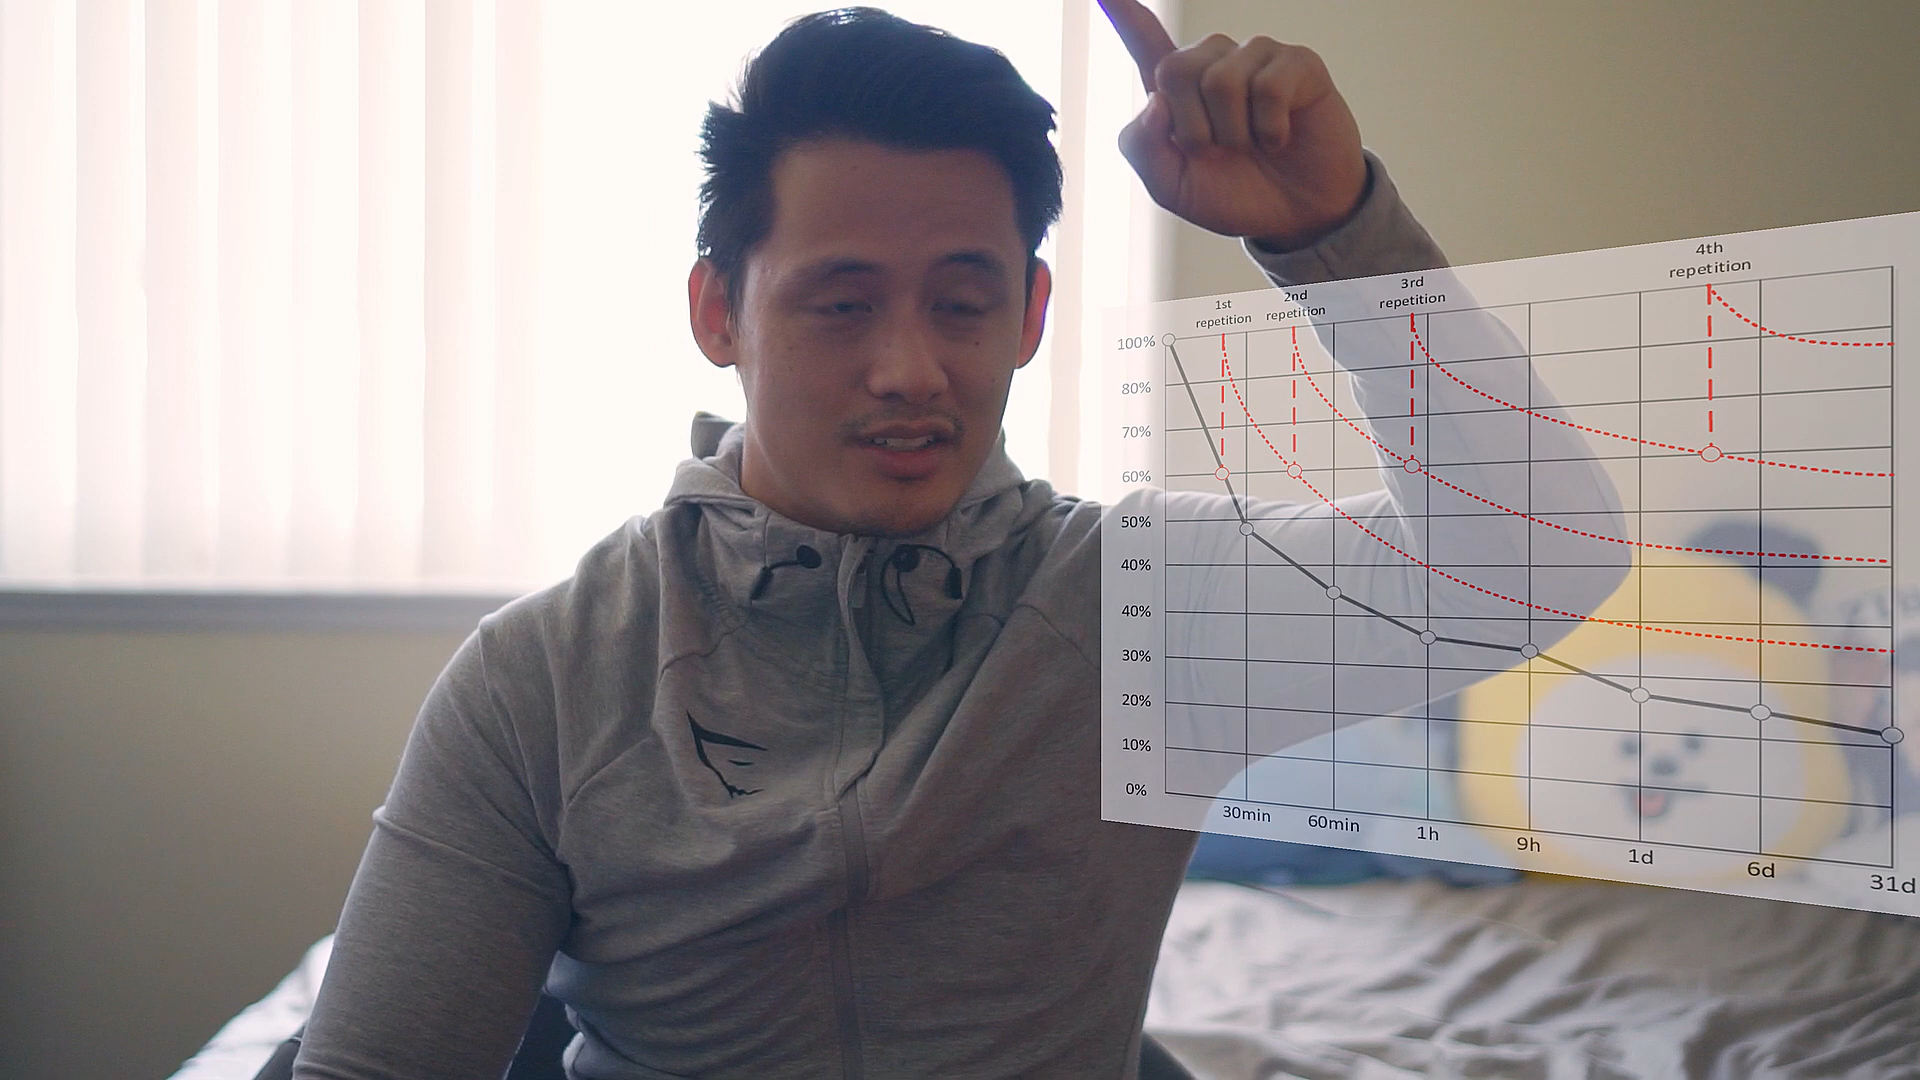 4th
repetition
3rd
repetition
2nd
repetition
1st
repetition
100%
80%
70%
60%
50%
40%
40%
30%
20%
10%
0%
30min
60min
1h
9h
1d
6d
31d